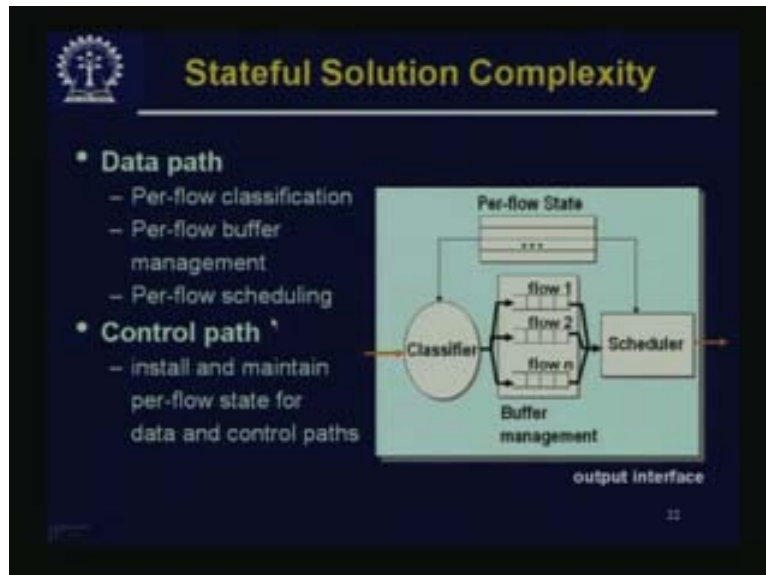 Stateful Solution Complexity
• Data path
– Per-flow classification
– Per-flow buffer
management
– Per-flow scheduling
• Control path
– install and maintain
per-flow state for
data and control paths
Per-flow State
...
Classifier
flow 1
flow 2
flow n
Scheduler
Buffer
management
output interface